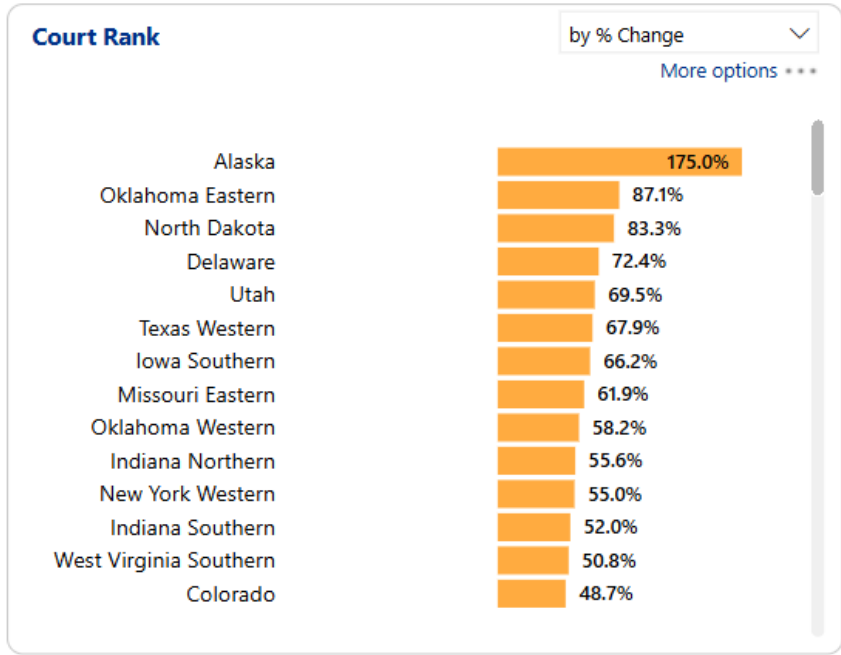 Court Rank
by % Change
More options
Alaska 175.0%
Oklahoma Eastern 87.1%
North Dakota 83.3%
Delaware 72.4%
Utah 69.5%
Texas Western 67.9%
Iowa Southern 66.2%
Missouri Eastern 61.9%
Oklahoma Western 58.2%
Indiana Northern 55.6%
New York Western 55.0%
Indiana Southern 52.0%
West Virginia Southern 50.8%
Colorado 48.7%